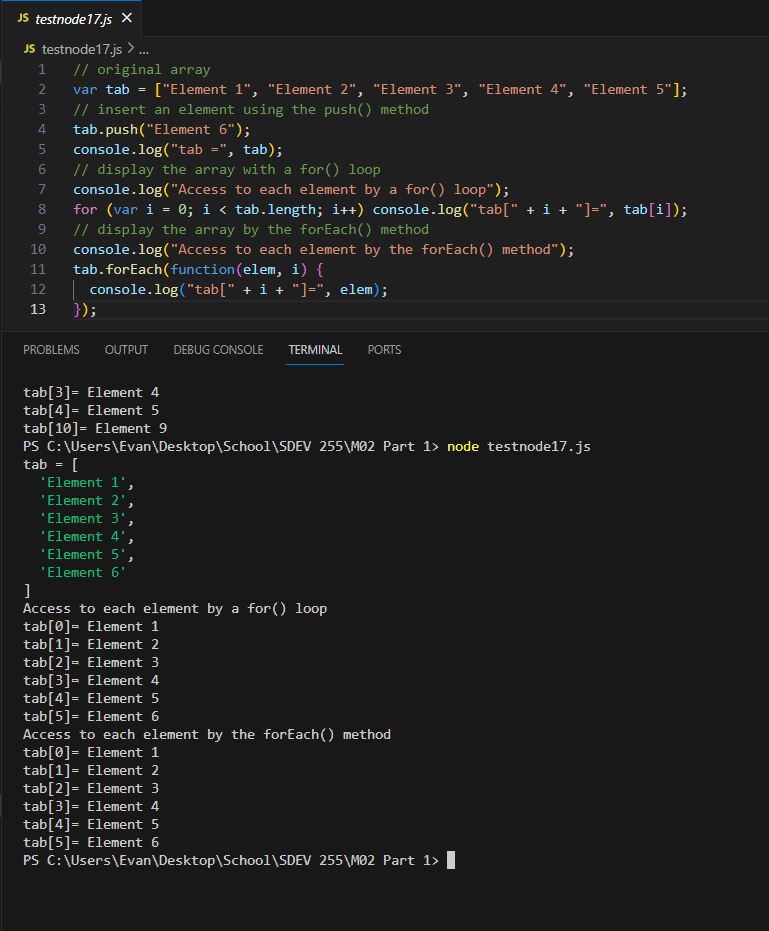 JS testnode17.js ×
JS testnode17.js > ...
1 // original array
2 var tab = ["Element 1", "Element 2", "Element 3", "Element 4", "Element 5"];
3 // insert an element using the push() method
4 tab.push("Element 6");
5 console.log("tab =", tab);
6 // display the array with a for() loop
7 console.log("Access to each element by a for() loop");
8 for (var i = 0; i < tab.length; i++) console.log("tab[" + i + "]=", tab[i]);
9 // display the array by the forEach() method
10 console.log("Access to each element by the forEach() method");
11 tab.forEach(function(elem, i) {
12   console.log("tab[" + i + "]=", elem);
13 });
PROBLEMS OUTPUT DEBUG CONSOLE TERMINAL PORTS
tab[3]= Element 4
tab[4]= Element 5
tab[10]= Element 9
PS C:\Users\Evan\Desktop\School\SDEV 255\M02 Part 1> node testnode17.js
tab = [
  'Element 1',
  'Element 2',
  'Element 3',
  'Element 4',
  'Element 5',
  'Element 6'
]
Access to each element by a for() loop
tab[0]= Element 1
tab[1]= Element 2
tab[2]= Element 3
tab[3]= Element 4
tab[4]= Element 5
tab[5]= Element 6
Access to each element by the forEach() method
tab[0]= Element 1
tab[1]= Element 2
tab[2]= Element 3
tab[3]= Element 4
tab[4]= Element 5
tab[5]= Element 6
PS C:\Users\Evan\Desktop\School\SDEV 255\M02 Part 1>